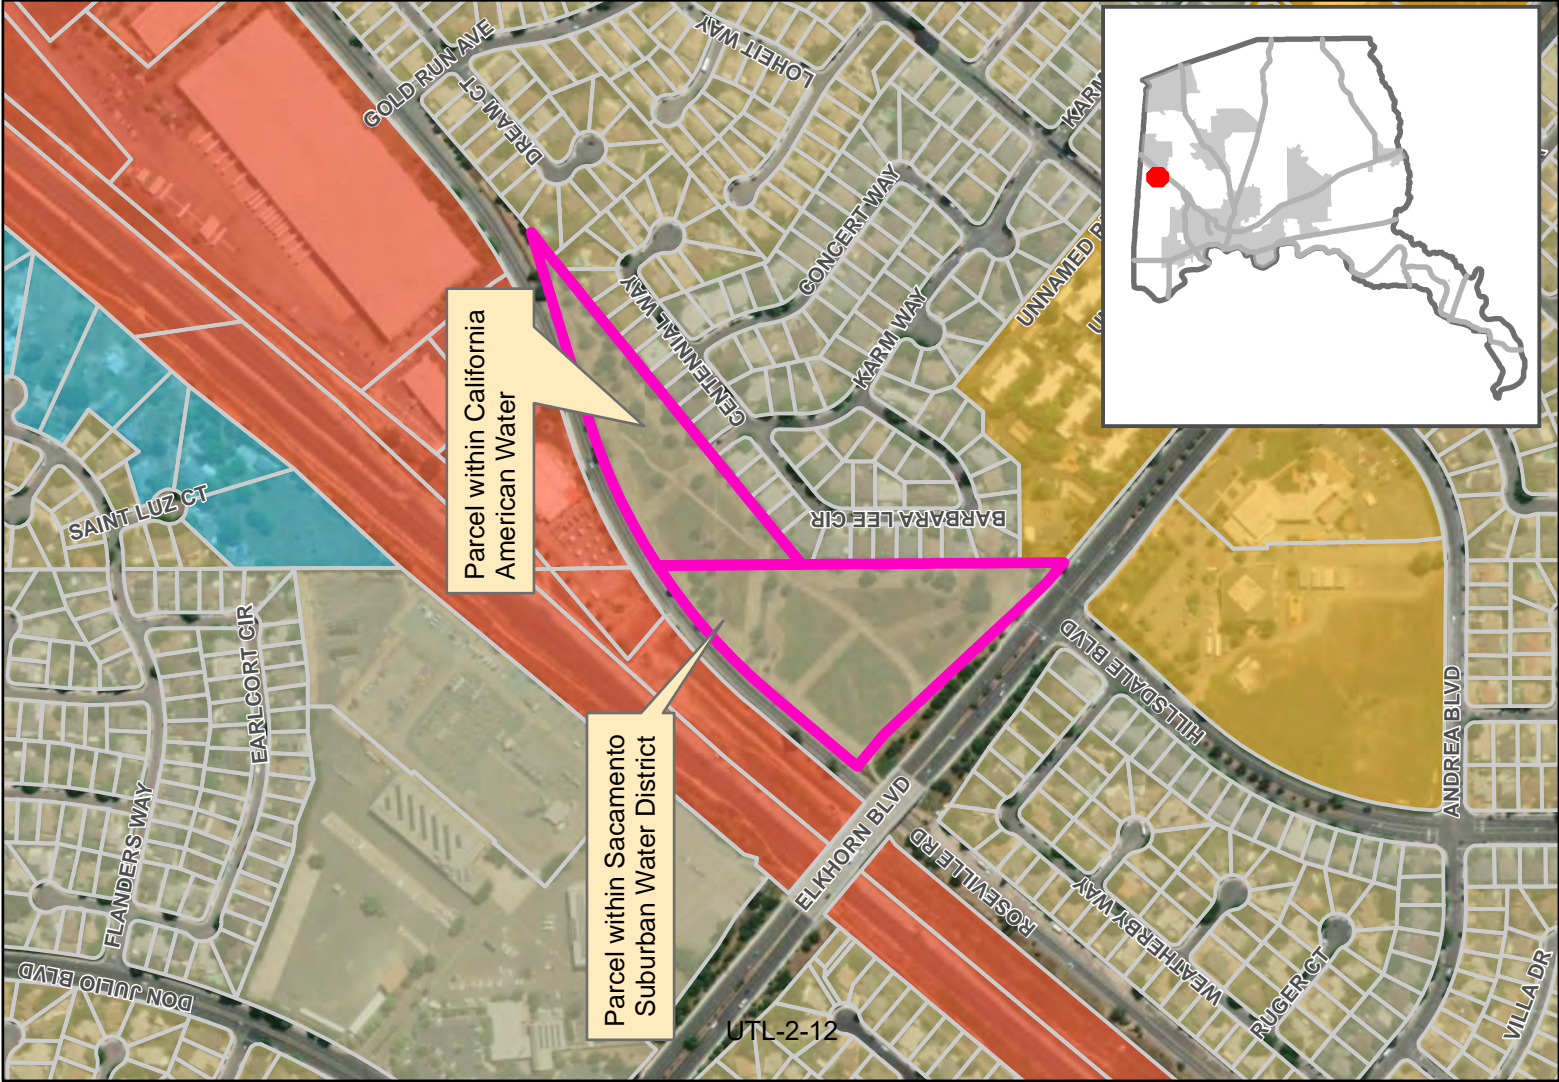 GOLD RUN AVE
LOHEIT WAY
DREAM CT
KARM
CONCERT WAY
UNNAMED
CENTENNIAL WAY
KARM WAY
Parcel within California
American Water
BARBARA LEE CIR
SAINT LUZ CT
EARLCORT CIR
HILLSDALE BLVD
ANDREA BLVD
Parcel within Sacamento
Suburban Water District
FLANDERS WAY
ELKHORN BLVD
ROSEVILLE RD
WEATHERBY WAY
RUGER CT
VILLA DR
DON JULIO BLVD
UTL-2-12